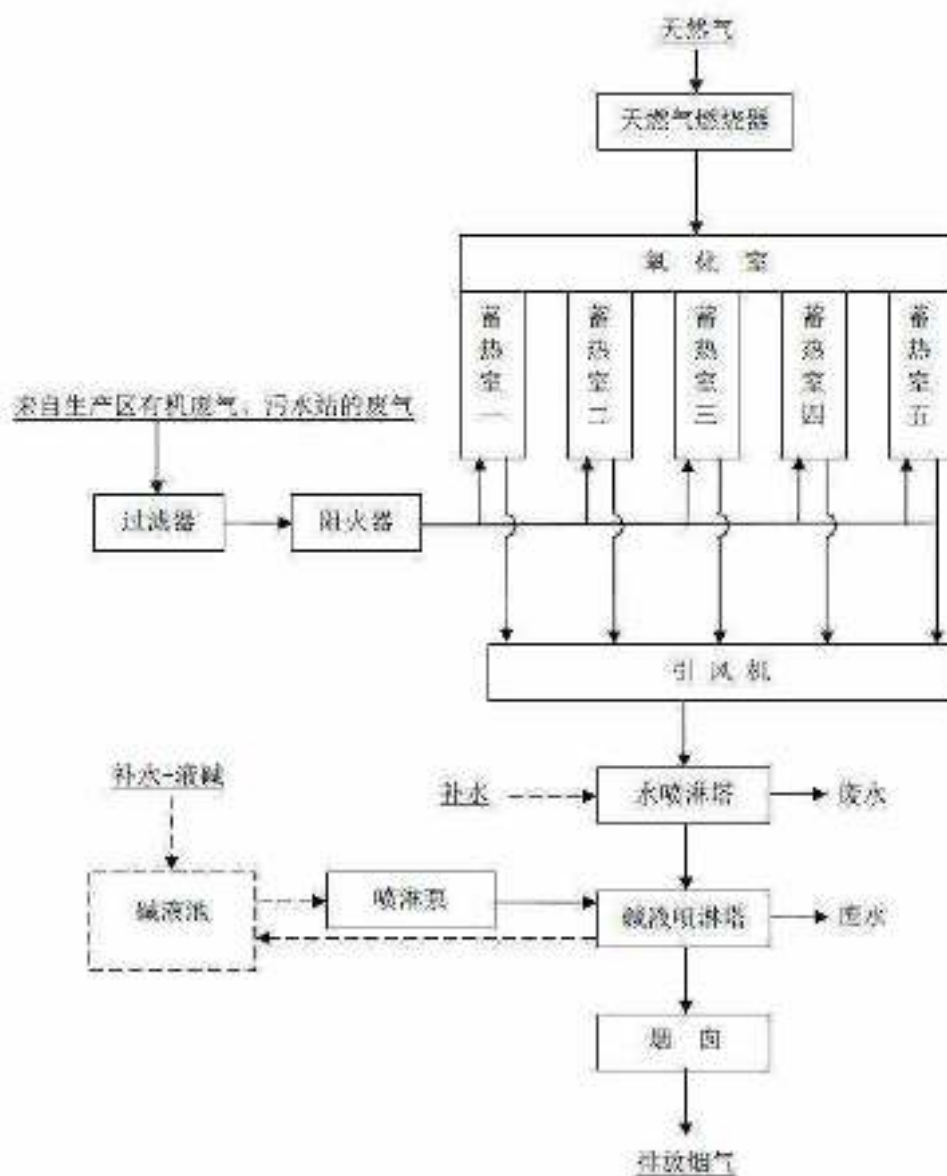 天然气
天燃气燃烧器
氧化室
蓄热室一
蓄热室二
蓄热室三
蓄热室四
蓄热室五
来自生产区有机废气、污水站的废气
过滤器
阻火器
引风机
补水-液碱
补水
水喷淋塔
废水
碱液池
喷淋泵
碱液喷淋塔
废水
烟囱
排放烟气